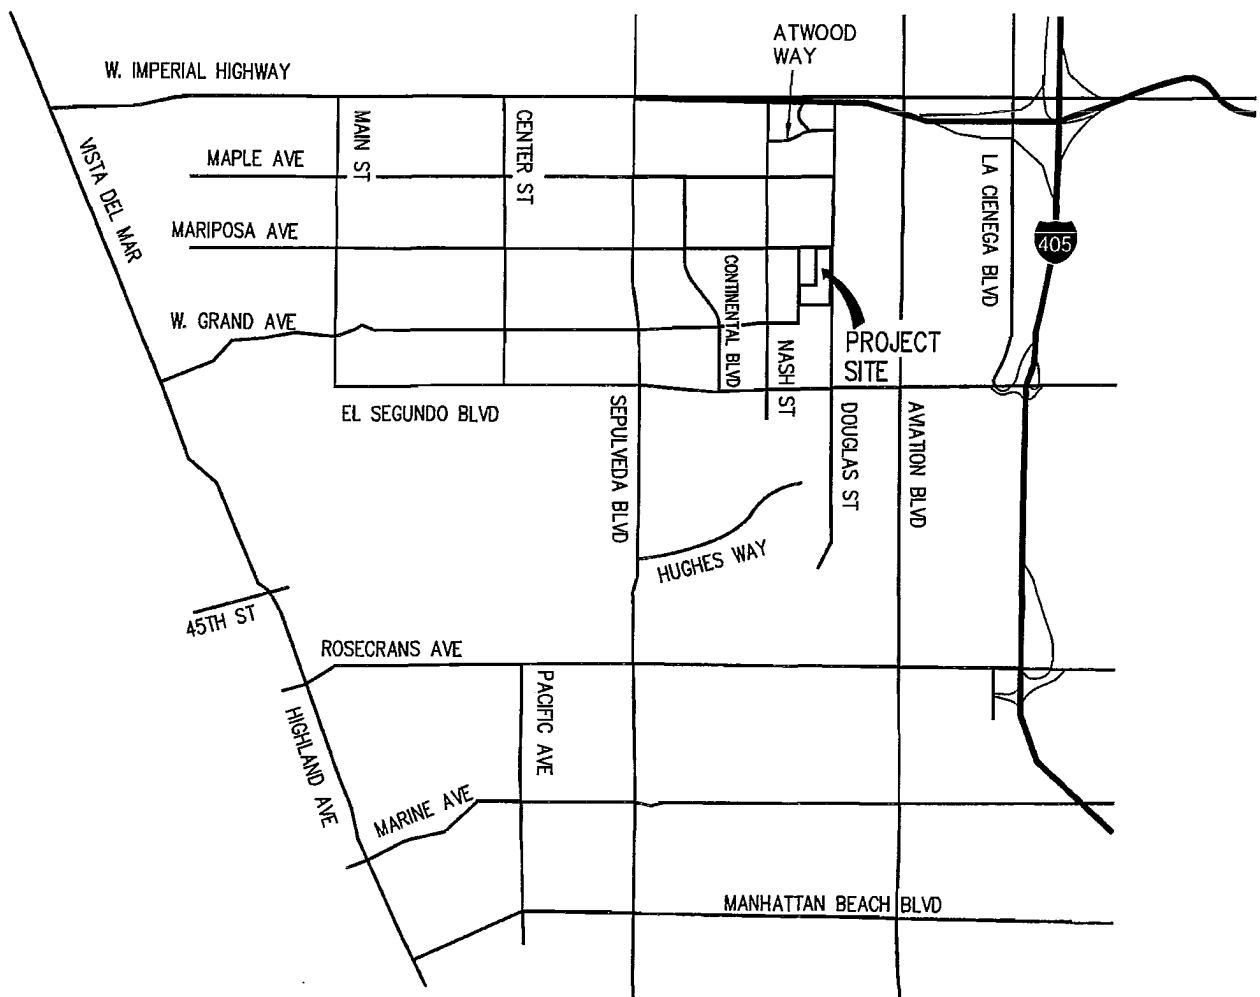 ATWOOD
WAY
W. IMPERIAL HIGHWAY
MAIN ST
CENTER ST
MAPLE AVE
VISTA DEL MAR
LA CIENEGA BLVD
MARIPOSA AVE
405
CONTINENTAL BLVD
W. GRAND AVE
NASH ST
PROJECT
SITE
EL SEGUNDO BLVD
SEPULVEDA BLVD
DOUGLAS ST
AVIATION BLVD
HUGHES WAY
45TH ST
ROSECRANS AVE
PACIFIC AVE
HIGHLAND AVE
MARINE AVE
MANHATTAN BEACH BLVD